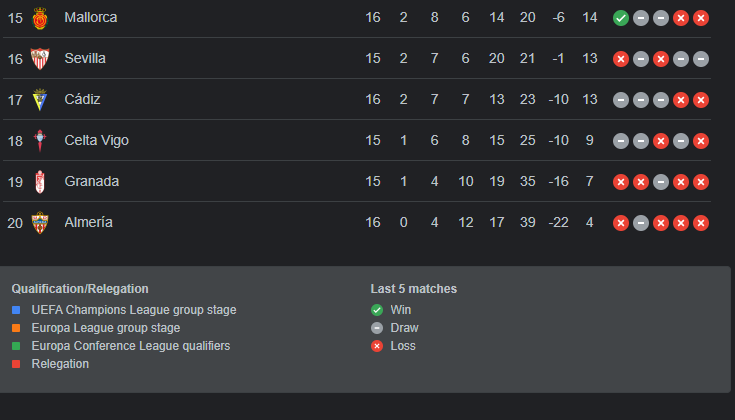 15 Mallorca 16 2 8 6 14 20 -6 14
16 Sevilla 15 2 7 6 20 21 -1 13
17 Cádiz 16 2 7 7 13 23 -10 13
18 Celta Vigo 15 1 6 8 15 25 -10 9
19 Granada 15 1 4 10 19 35 -16 7
20 Almería 16 0 4 12 17 39 -22 4
Qualification/Relegation
UEFA Champions League group stage
Europa League group stage
Europa Conference League qualifiers
Relegation
Last 5 matches
Win
Draw
Loss